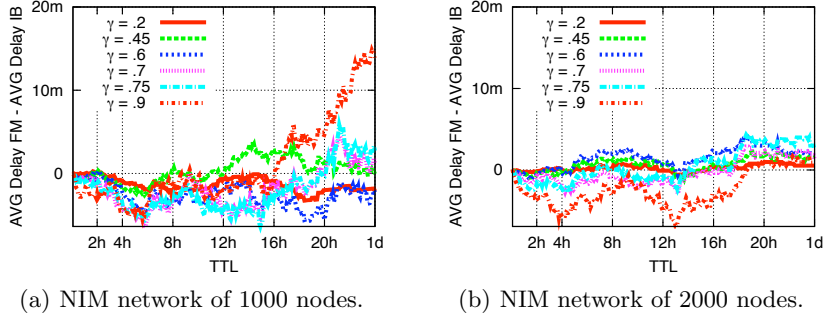 20m
10m
0
AVG Delay FM - AVG Delay IB
γ = .2
γ = .45
γ = .6
γ = .7
γ = .75
γ = .9
2h 4h 8h 12h 16h 20h 1d
TTL
(a) NIM network of 1000 nodes.
20m
10m
0
AVG Delay FM - AVG Delay IB
γ = .2
γ = .45
γ = .6
γ = .7
γ = .75
γ = .9
2h 4h 8h 12h 16h 20h 1d
TTL
(b) NIM network of 2000 nodes.